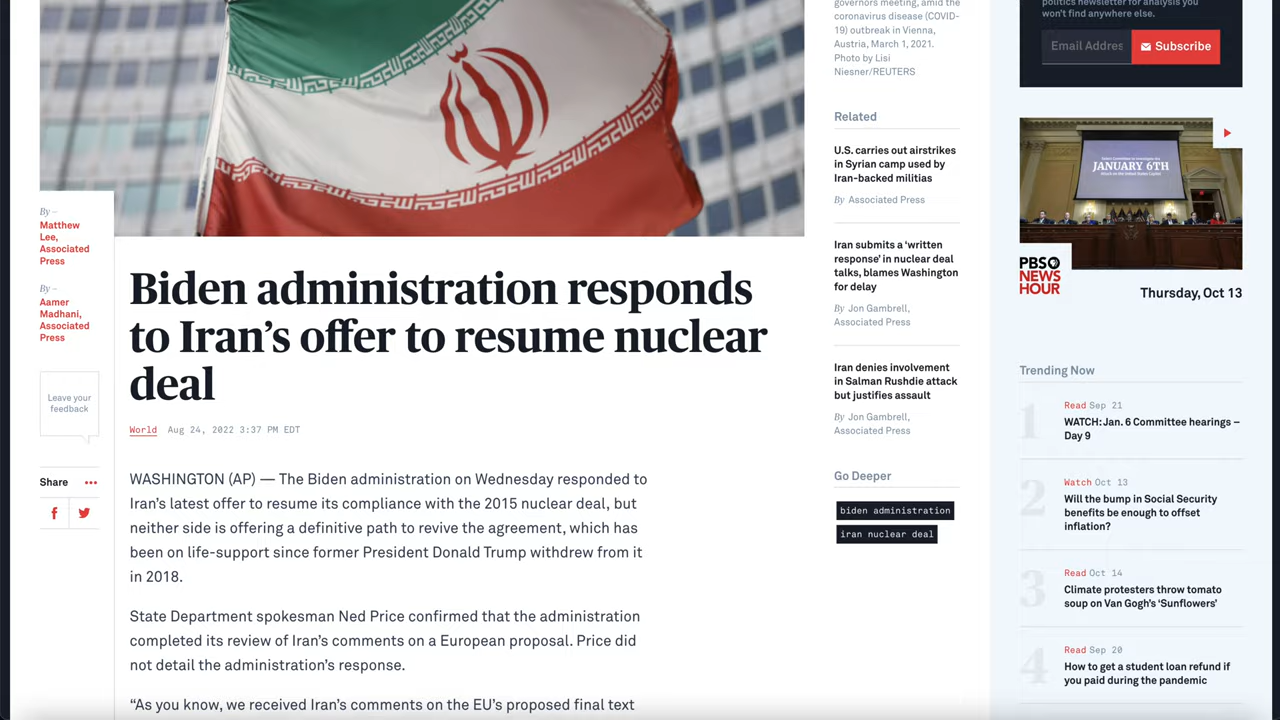 governors meeting, amid the
coronavirus disease (COVID-
19) outbreak in Vienna,
Austria, March 1, 2021.
Photo by Lisi
Niesner/REUTERS
By –
Matthew
Lee,
Associated
Press
By –
Aamer
Madhani,
Associated
Press
Leave your
feedback
Share
Biden administration responds
to Iran’s offer to resume nuclear
deal
World Aug 24, 2022 3:37 PM EDT
WASHINGTON (AP) — The Biden administration on Wednesday responded to
Iran’s latest offer to resume its compliance with the 2015 nuclear deal, but
neither side is offering a definitive path to revive the agreement, which has
been on life-support since former President Donald Trump withdrew from it
in 2018.
State Department spokesman Ned Price confirmed that the administration
completed its review of Iran’s comments on a European proposal. Price did
not detail the administration’s response.
“As you know, we received Iran’s comments on the EU’s proposed final text
Related
U.S. carries out airstrikes
in Syrian camp used by
Iran-backed militias
By Associated Press
Iran submits a ‘written
response’ in nuclear deal
talks, blames Washington
for delay
By Jon Gambrell,
Associated Press
Iran denies involvement
in Salman Rushdie attack
but justifies assault
By Jon Gambrell,
Associated Press
Go Deeper
biden administration
iran nuclear deal
politics newsletter for analysis you
won't find anywhere else.
Email Addres
Subscribe
JANUARY 6TH
PBS
NEWS
HOUR
Thursday, Oct 13
Trending Now
1
Read Sep 21
WATCH: Jan. 6 Committee hearings –
Day 9
2
Watch Oct 13
Will the bump in Social Security
benefits be enough to offset
inflation?
3
Read Oct 14
Climate protesters throw tomato
soup on Van Gogh’s ‘Sunflowers’
4
Read Sep 20
How to get a student loan refund if
you paid during the pandemic